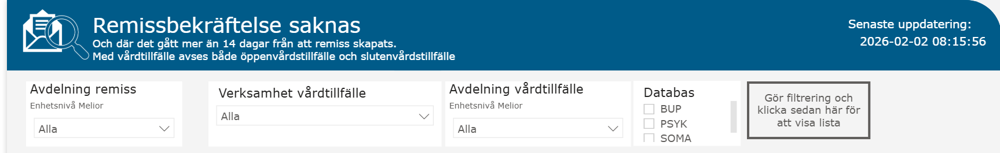 Remissbekräftelse saknas
Och där det gått mer än 14 dagar från att remiss skapats.
Med vårdtillfälle avses både öppenvårdstillfälle och slutenvårdstillfälle
Senaste uppdatering:
2026-02-02 08:15:56
Avdelning remiss
Enhetsnivå Melior
Alla
Verksamhet vårdtillfälle
Alla
Avdelning vårdtillfälle
Enhetsnivå Melior
Alla
Databas
BUP
PSYK
SOMA
Gör filtrering och
klicka sedan här för
att visa lista